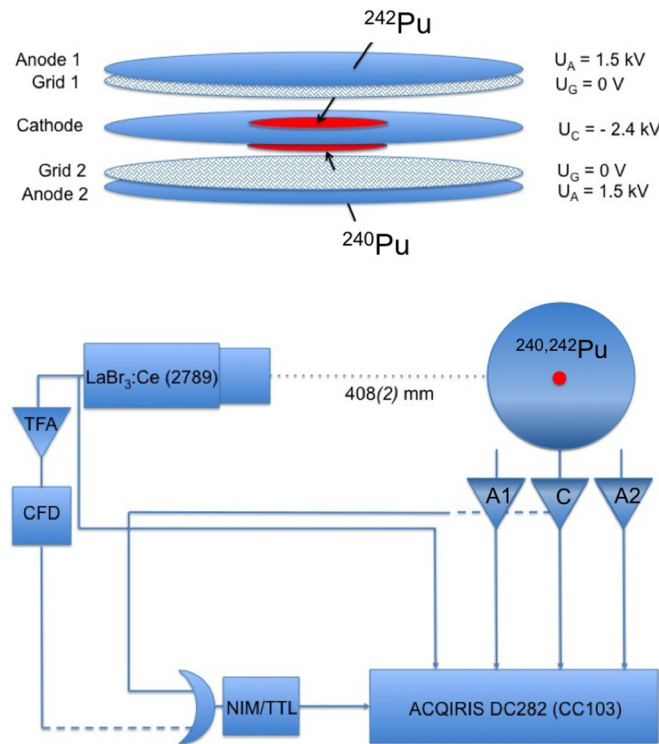 ²⁴²Pu
Anode 1
Grid 1
Cathode
Grid 2
Anode 2
U_A = 1.5 kV
U_G = 0 V
U_C = - 2.4 kV
U_G = 0 V
U_A = 1.5 kV
²⁴⁰Pu
LaBr₃:Ce (2789)
408(2) mm
²⁴⁰,²⁴²Pu
TFA
CFD
A1
C
A2
NIM/TTL
ACQIRIS DC282 (CC103)